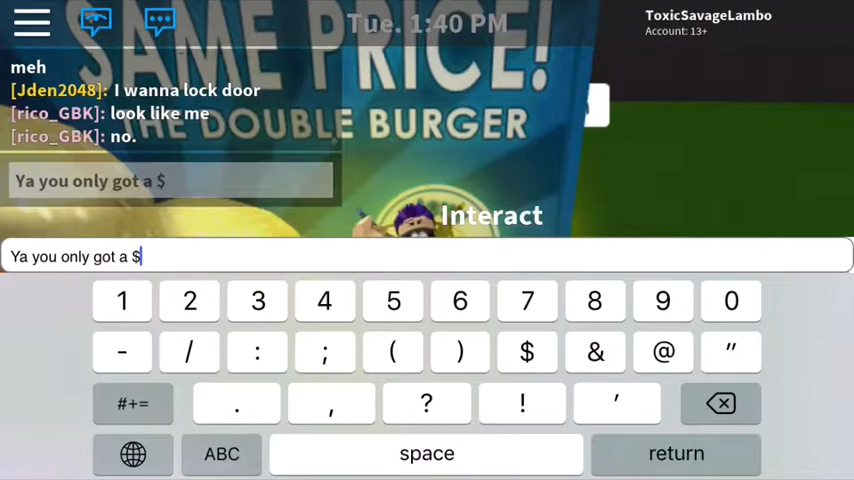 Tue. 1:40 PM
ToxicSavageLambo
Account: 13+
SAME PRICE!
THE DOUBLE BURGER
meh
[Jden2048]: I wanna lock door
[rico_GBK]: look like me
[rico_GBK]: no.
Ya you only got a $
Interact
Ya you only got a $
1 2 3 4 5 6 7 8 9 0
- / : ; ( ) $ & @ "
#+= . , ? ! '
ABC space return